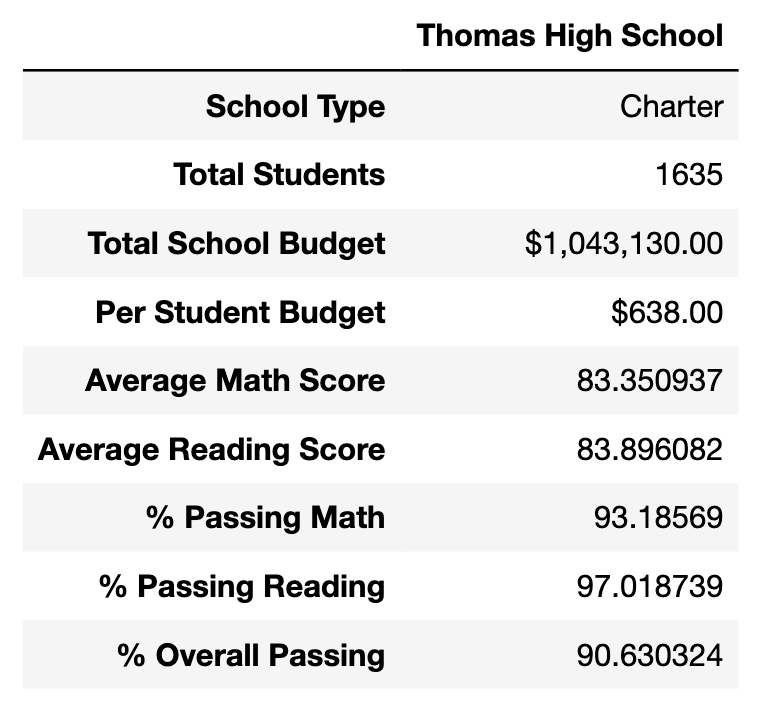 Thomas High School
School Type Charter
Total Students 1635
Total School Budget $1,043,130.00
Per Student Budget $638.00
Average Math Score 83.350937
Average Reading Score 83.896082
% Passing Math 93.18569
% Passing Reading 97.018739
% Overall Passing 90.630324